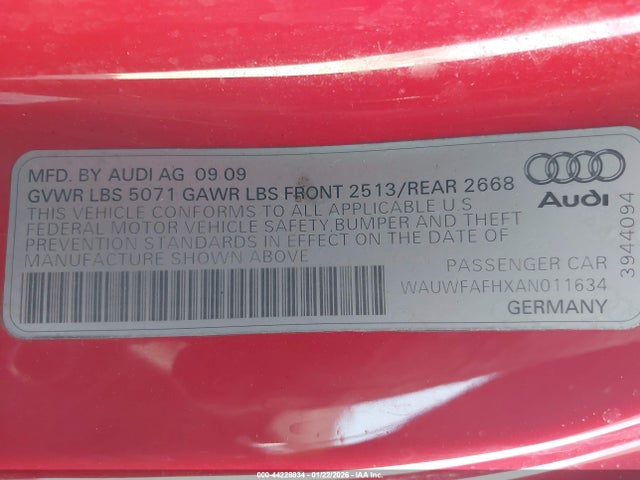 MFD. BY AUDI AG 09 09
GVWR LBS 5071 GAWR LBS FRONT 2513/REAR 2668
THIS VEHICLE CONFORMS TO ALL APPLICABLE U.S
FEDERAL MOTOR VEHICLE SAFETY,BUMPER AND THEFT
PREVENTION STANDARDS IN EFFECT ON THE DATE OF
MANUFACTURE SHOWN ABOVE
Audi
3944094
PASSENGER CAR
WAUWFAFHXAN011634
GERMANY
000-44228834 - 01/22/2026 - IAAI.com